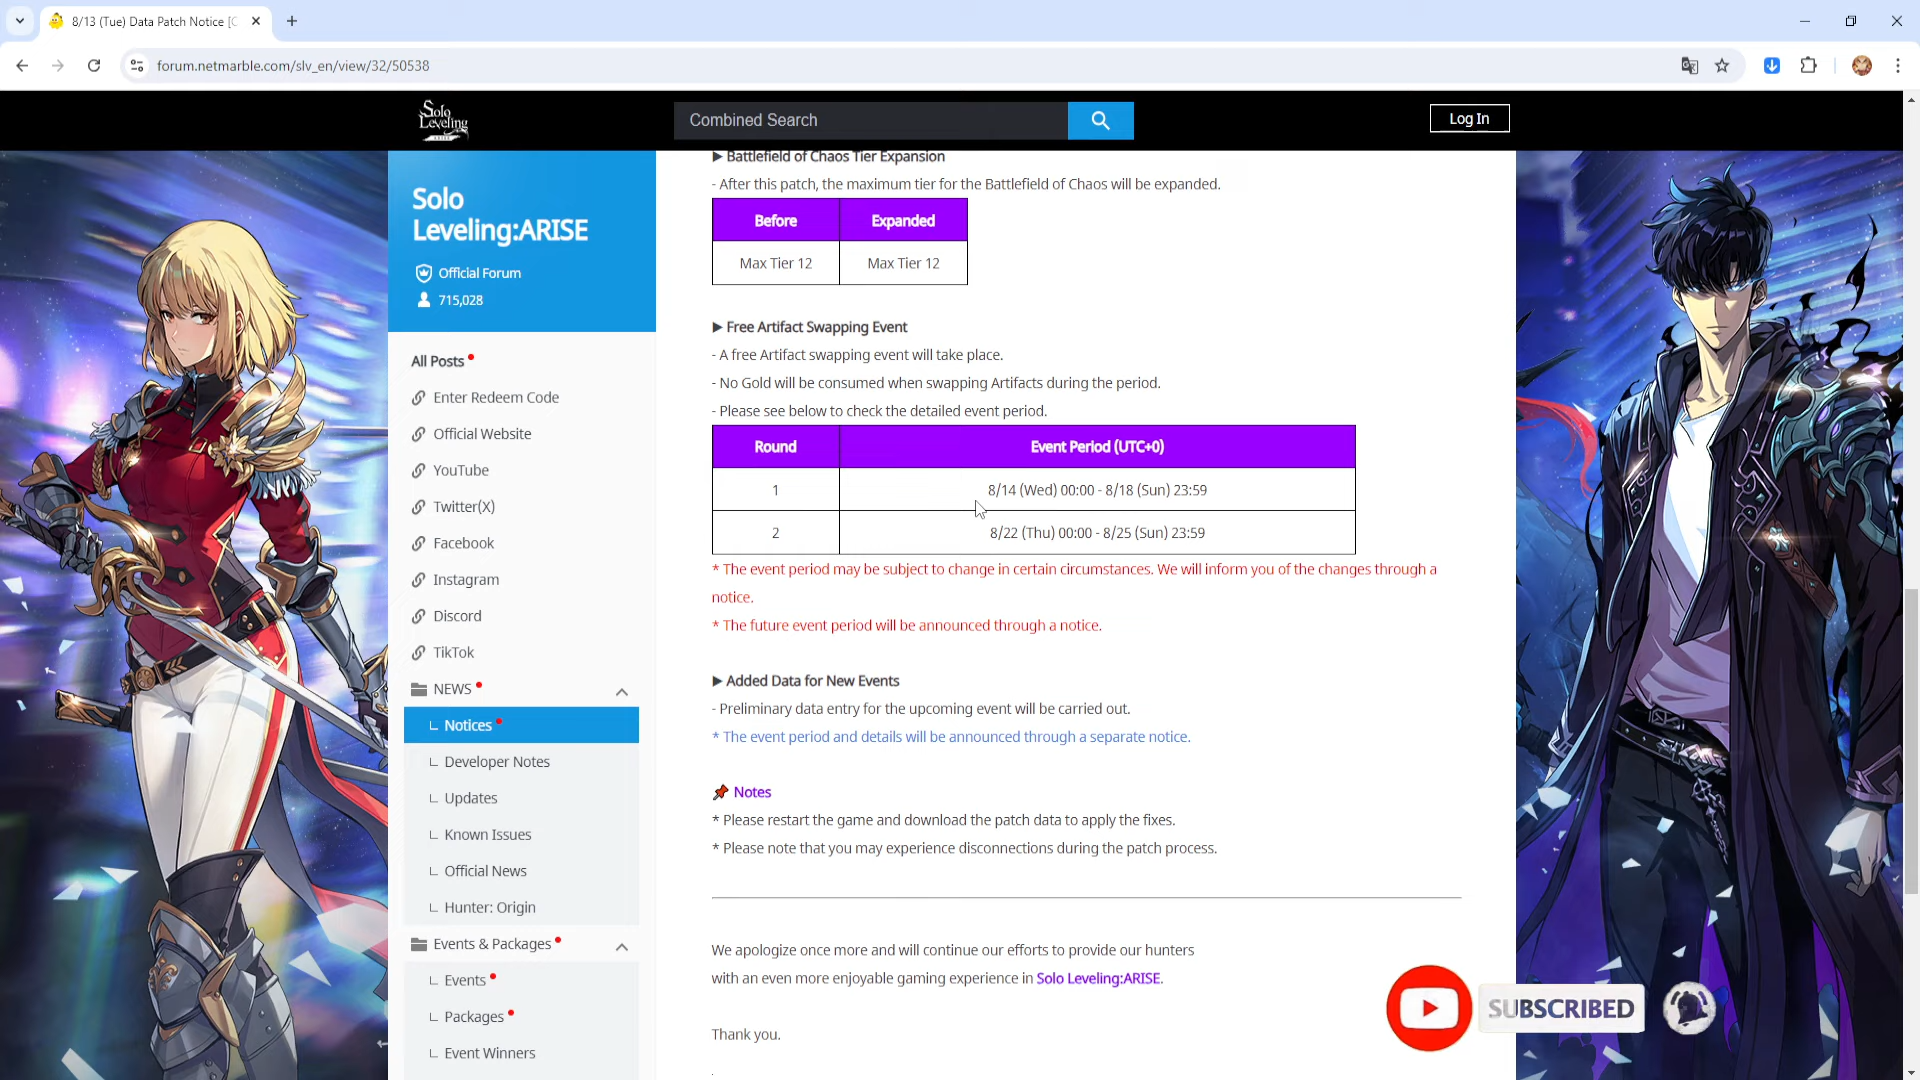 8/13 (Tue) Data Patch Notice [C
forum.netmarble.com/slv_en/view/32/50538
Solo
Leveling
ARISE
Combined Search
Log In
Solo
Leveling:ARISE
Official Forum
715,028
All Posts
Enter Redeem Code
Official Website
YouTube
Twitter(X)
Facebook
Instagram
Discord
TikTok
NEWS
Notices
Developer Notes
Updates
Known Issues
Official News
Hunter: Origin
Events & Packages
Events
Packages
Event Winners
▶ Battlefield of Chaos Tier Expansion
- After this patch, the maximum tier for the Battlefield of Chaos will be expanded.
Before Expanded
Max Tier 12 Max Tier 12
▶ Free Artifact Swapping Event
- A free Artifact swapping event will take place.
- No Gold will be consumed when swapping Artifacts during the period.
- Please see below to check the detailed event period.
Round Event Period (UTC+0)
1 8/14 (Wed) 00:00 - 8/18 (Sun) 23:59
2 8/22 (Thu) 00:00 - 8/25 (Sun) 23:59
* The event period may be subject to change in certain circumstances. We will inform you of the changes through a
notice.
* The future event period will be announced through a notice.
▶ Added Data for New Events
- Preliminary data entry for the upcoming event will be carried out.
* The event period and details will be announced through a separate notice.
📌 Notes
* Please restart the game and download the patch data to apply the fixes.
* Please note that you may experience disconnections during the patch process.
We apologize once more and will continue our efforts to provide our hunters
with an even more enjoyable gaming experience in Solo Leveling:ARISE.
Thank you.
SUBSCRIBED